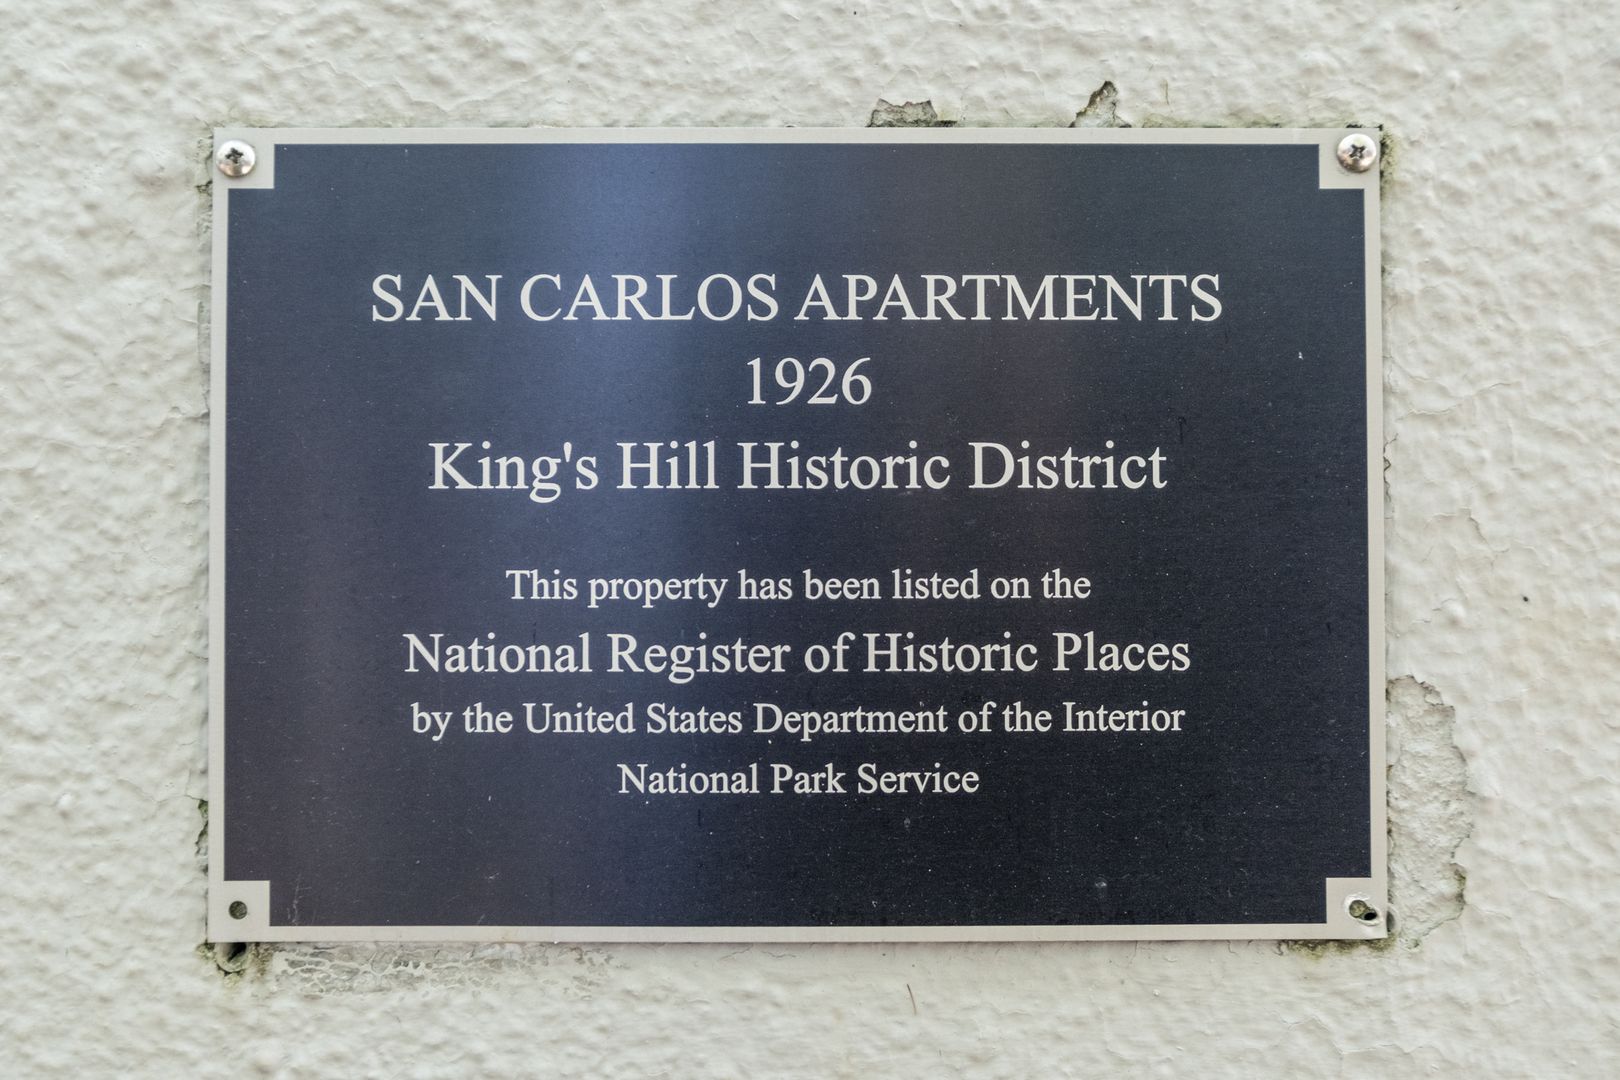 SAN CARLOS APARTMENTS
1926
King's Hill Historic District
This property has been listed on the
National Register of Historic Places
by the United States Department of the Interior
National Park Service